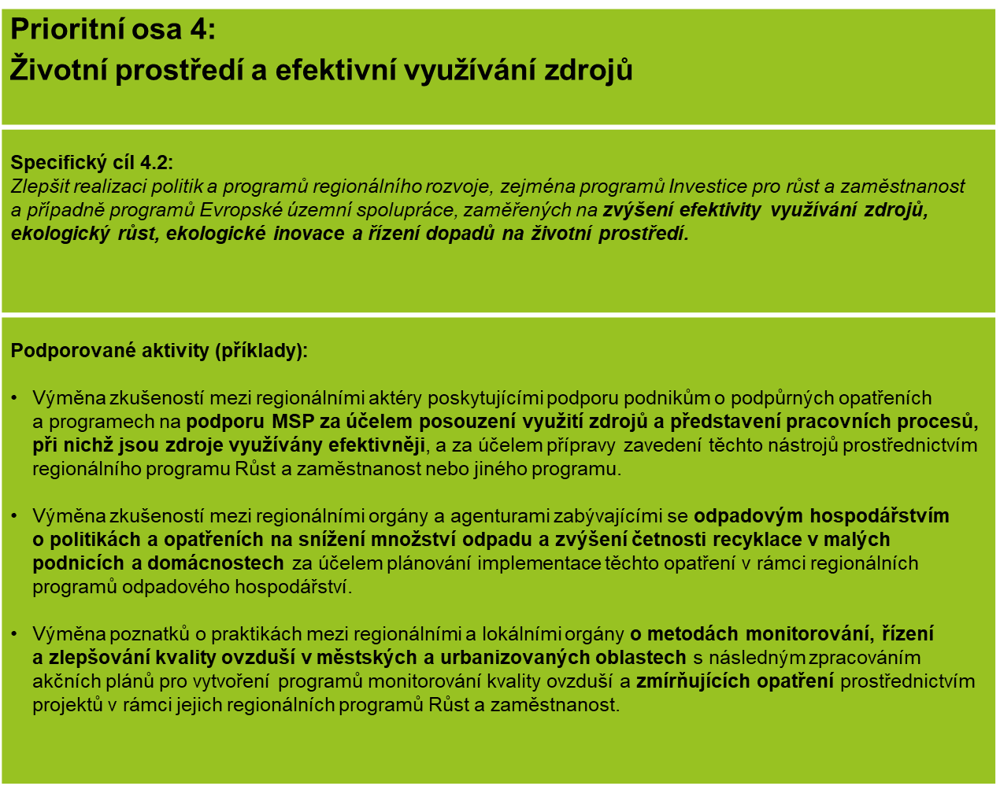 Prioritní osa 4:
Životní prostředí a efektivní využívání zdrojů
Specifický cíl 4.2:
Zlepšit realizaci politik a programů regionálního rozvoje, zejména programů Investice pro růst a zaměstnanost
a případně programů Evropské územní spolupráce, zaměřených na zvýšení efektivity využívání zdrojů,
ekologický růst, ekologické inovace a řízení dopadů na životní prostředí.
Podporované aktivity (příklady):
• Výměna zkušeností mezi regionálními aktéry poskytujícími podporu podnikům o podpůrných opatřeních
a programech na podporu MSP za účelem posouzení využití zdrojů a představení pracovních procesů,
při nichž jsou zdroje využívány efektivněji, a za účelem přípravy zavedení těchto nástrojů prostřednictvím
regionálního programu Růst a zaměstnanost nebo jiného programu.
• Výměna zkušeností mezi regionálními orgány a agenturami zabývajícími se odpadovým hospodářstvím
o politikách a opatřeních na snížení množství odpadu a zvýšení četnosti recyklace v malých
podnicích a domácnostech za účelem plánování implementace těchto opatření v rámci regionálních
programů odpadového hospodářství.
• Výměna poznatků o praktikách mezi regionálními a lokálními orgány o metodách monitorování, řízení
a zlepšování kvality ovzduší v městských a urbanizovaných oblastech s následným zpracováním
akčních plánů pro vytvoření programů monitorování kvality ovzduší a zmírňujících opatření prostřednictvím
projektů v rámci jejich regionálních programů Růst a zaměstnanost.